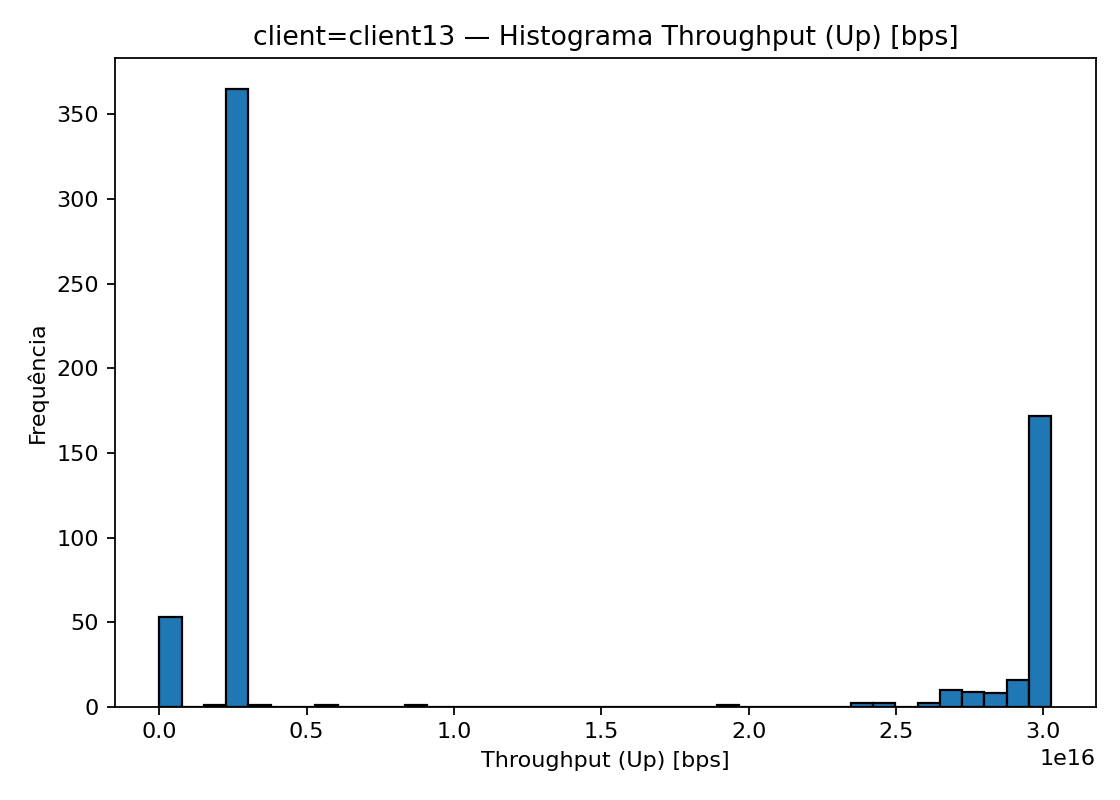 client=client13 — Histograma Throughput (Up) [bps]
Frequência
350
300
250
200
150
100
50
0
0.0 0.5 1.0 1.5 2.0 2.5 3.0
1e16
Throughput (Up) [bps]